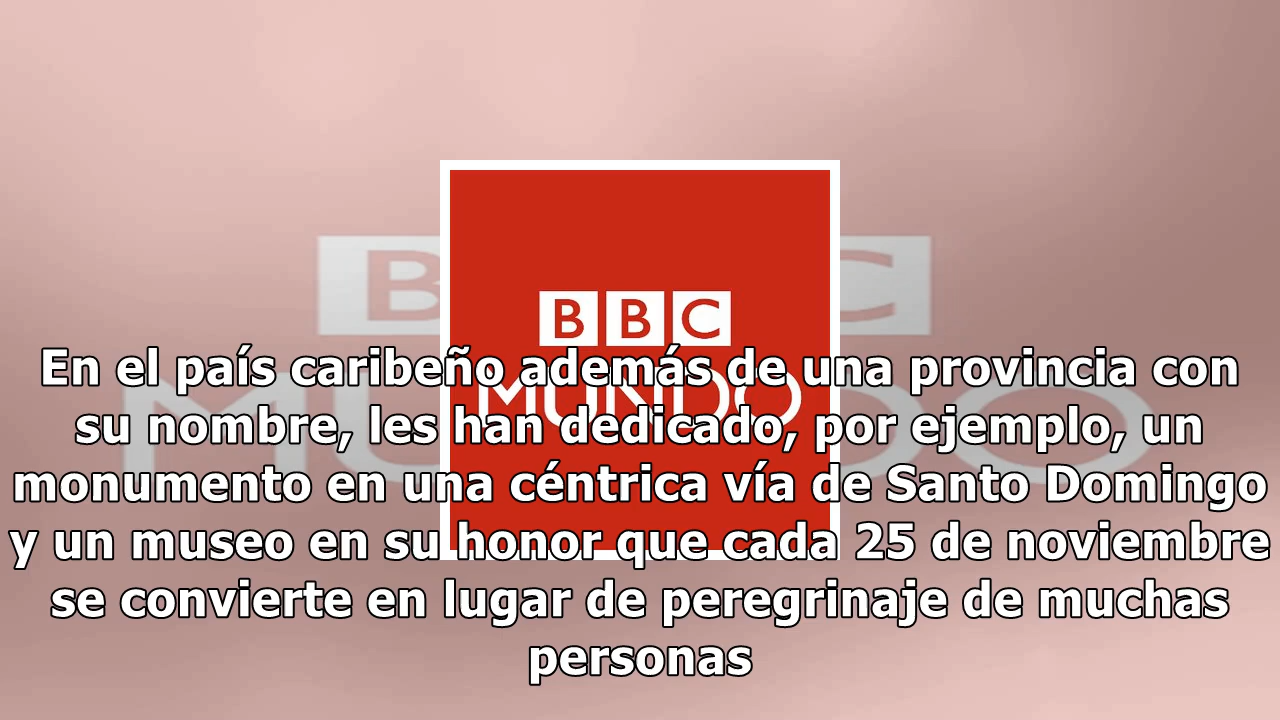 BBC
MUNDO
En el país caribeño además de una provincia con
su nombre, les han dedicado, por ejemplo, un
monumento en una céntrica vía de Santo Domingo
y un museo en su honor que cada 25 de noviembre
se convierte en lugar de peregrinaje de muchas
personas